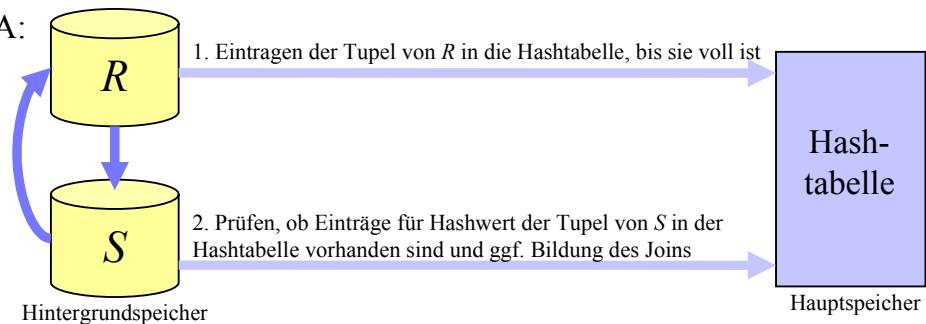 A:
R
1. Eintragen der Tupel von R in die Hashtabelle, bis sie voll ist
Hash-
tabelle
S
2. Prüfen, ob Einträge für Hashwert der Tupel von S in der
Hashtabelle vorhanden sind und ggf. Bildung des Joins
Hintergrundspeicher
Hauptspeicher